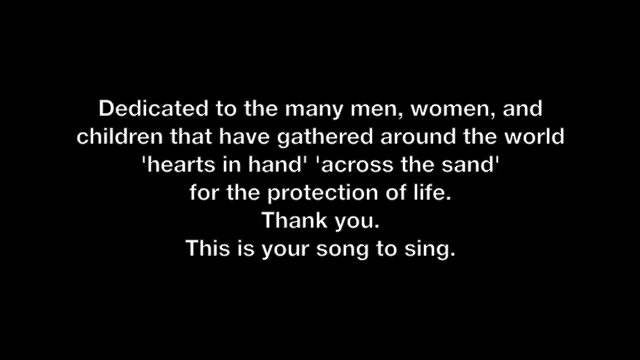 Dedicated to the many men, women, and
children that have gathered around the world
'hearts in hand' 'across the sand'
for the protection of life.
Thank you.
This is your song to sing.